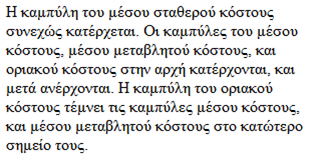 Η καμπύλη του μέσου σταθερού κόστους
συνεχώς κατέρχεται. Οι καμπύλες του μέσου
κόστους, μέσου μεταβλητού κόστους, και
οριακού κόστους στην αρχή κατέρχονται, και
μετά ανέρχονται. Η καμπύλη του οριακού
κόστους τέμνει τις καμπύλες μέσου κόστους,
και μέσου μεταβλητού κόστους στο κατώτερο
σημείο τους.